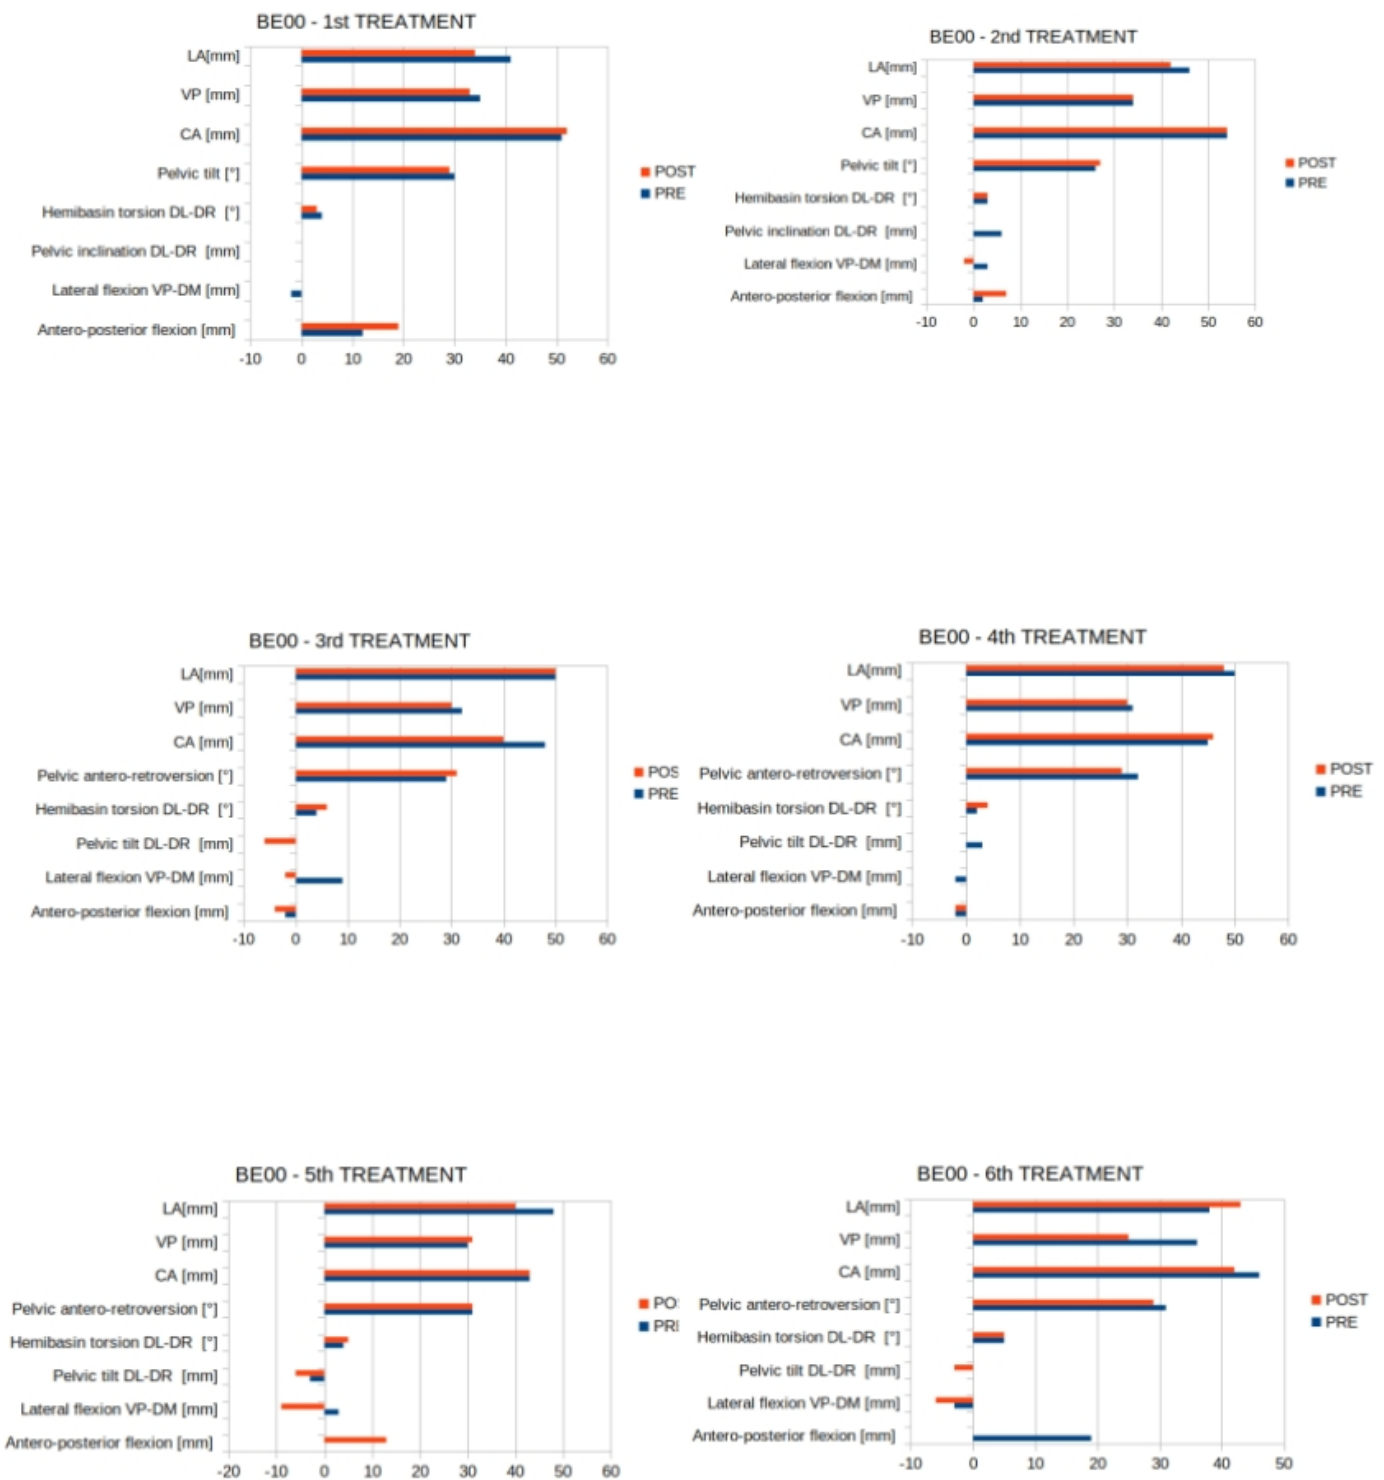 BE00 - 1st TREATMENT
LA[mm]
VP [mm]
CA [mm]
Pelvic tilt [°]
Hemibasin torsion DL-DR [°]
Pelvic inclination DL-DR [mm]
Lateral flexion VP-DM [mm]
Antero-posterior flexion [mm]
-10 0 10 20 30 40 50 60
POST
PRE
BE00 - 2nd TREATMENT
LA[mm]
VP [mm]
CA [mm]
Pelvic tilt [°]
Hemibasin torsion DL-DR [°]
Pelvic inclination DL-DR [mm]
Lateral flexion VP-DM [mm]
Antero-posterior flexion [mm]
-10 0 10 20 30 40 50 60
POST
PRE
BE00 - 3rd TREATMENT
LA[mm]
VP [mm]
CA [mm]
Pelvic antero-retroversion [°]
Hemibasin torsion DL-DR [°]
Pelvic tilt DL-DR [mm]
Lateral flexion VP-DM [mm]
Antero-posterior flexion [mm]
-10 0 10 20 30 40 50 60
POS
PRE
BE00 - 4th TREATMENT
LA[mm]
VP [mm]
CA [mm]
Pelvic antero-retroversion [°]
Hemibasin torsion DL-DR [°]
Pelvic tilt DL-DR [mm]
Lateral flexion VP-DM [mm]
Antero-posterior flexion [mm]
-10 0 10 20 30 40 50 60
POST
PRE
BE00 - 5th TREATMENT
LA[mm]
VP [mm]
CA [mm]
Pelvic antero-retroversion [°]
Hemibasin torsion DL-DR [°]
Pelvic tilt DL-DR [mm]
Lateral flexion VP-DM [mm]
Antero-posterior flexion [mm]
-20 -10 0 10 20 30 40 50 60
PO
PR
BE00 - 6th TREATMENT
LA[mm]
VP [mm]
CA [mm]
Pelvic antero-retroversion [°]
Hemibasin torsion DL-DR [°]
Pelvic tilt DL-DR [mm]
Lateral flexion VP-DM [mm]
Antero-posterior flexion [mm]
-10 0 10 20 30 40 50
POST
PRE